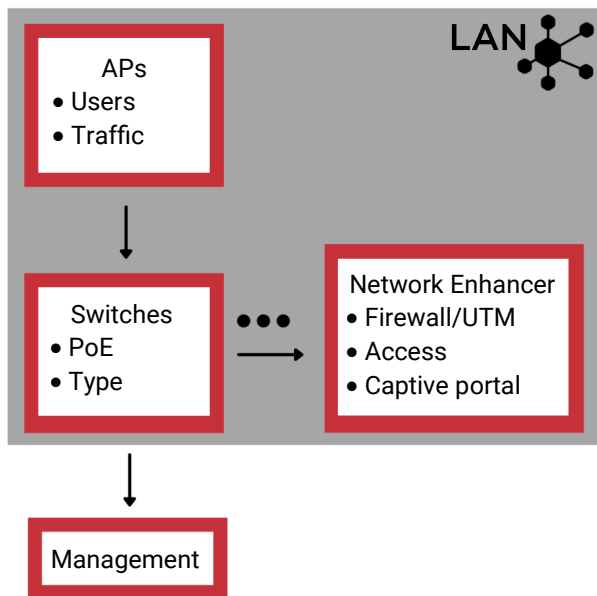 LAN
APs
• Users
• Traffic
Switches
• PoE
• Type
Network Enhancer
• Firewall/UTM
• Access
• Captive portal
Management